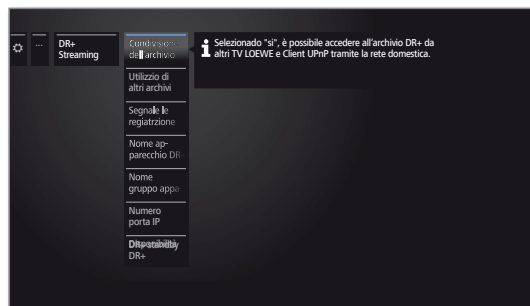 ...
DR+
Streaming
Condivisione
dell'archivio
Utilizzio di
altri archivi
Segnale le
regiatrzione
Nome ap-
parecchio DR-
Nome
gruppo appa-
Numero
porta IP
DR+
Selezionado "si", è possibile accedere all'archivio DR+ da
altri TV LOEWE e Client UPnP tramite la rete domestica.